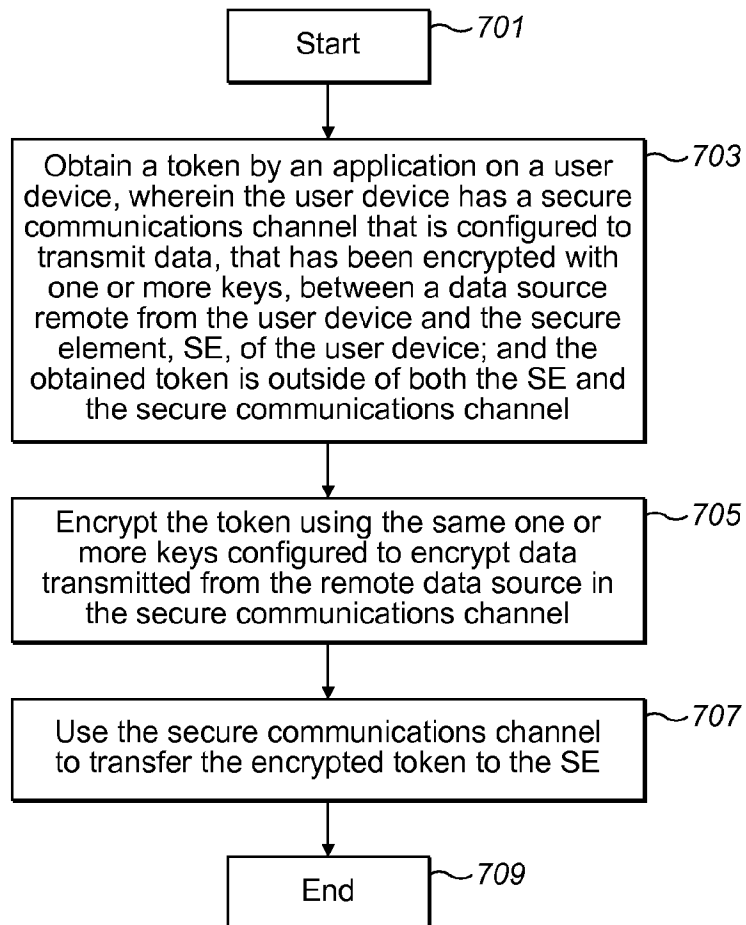 Start
701
Obtain a token by an application on a user
device, wherein the user device has a secure
communications channel that is configured to
transmit data, that has been encrypted with
one or more keys, between a data source
remote from the user device and the secure
element, SE, of the user device; and the
obtained token is outside of both the SE and
the secure communications channel
703
Encrypt the token using the same one or
more keys configured to encrypt data
transmitted from the remote data source in
the secure communications channel
705
Use the secure communications channel
to transfer the encrypted token to the SE
707
End
709